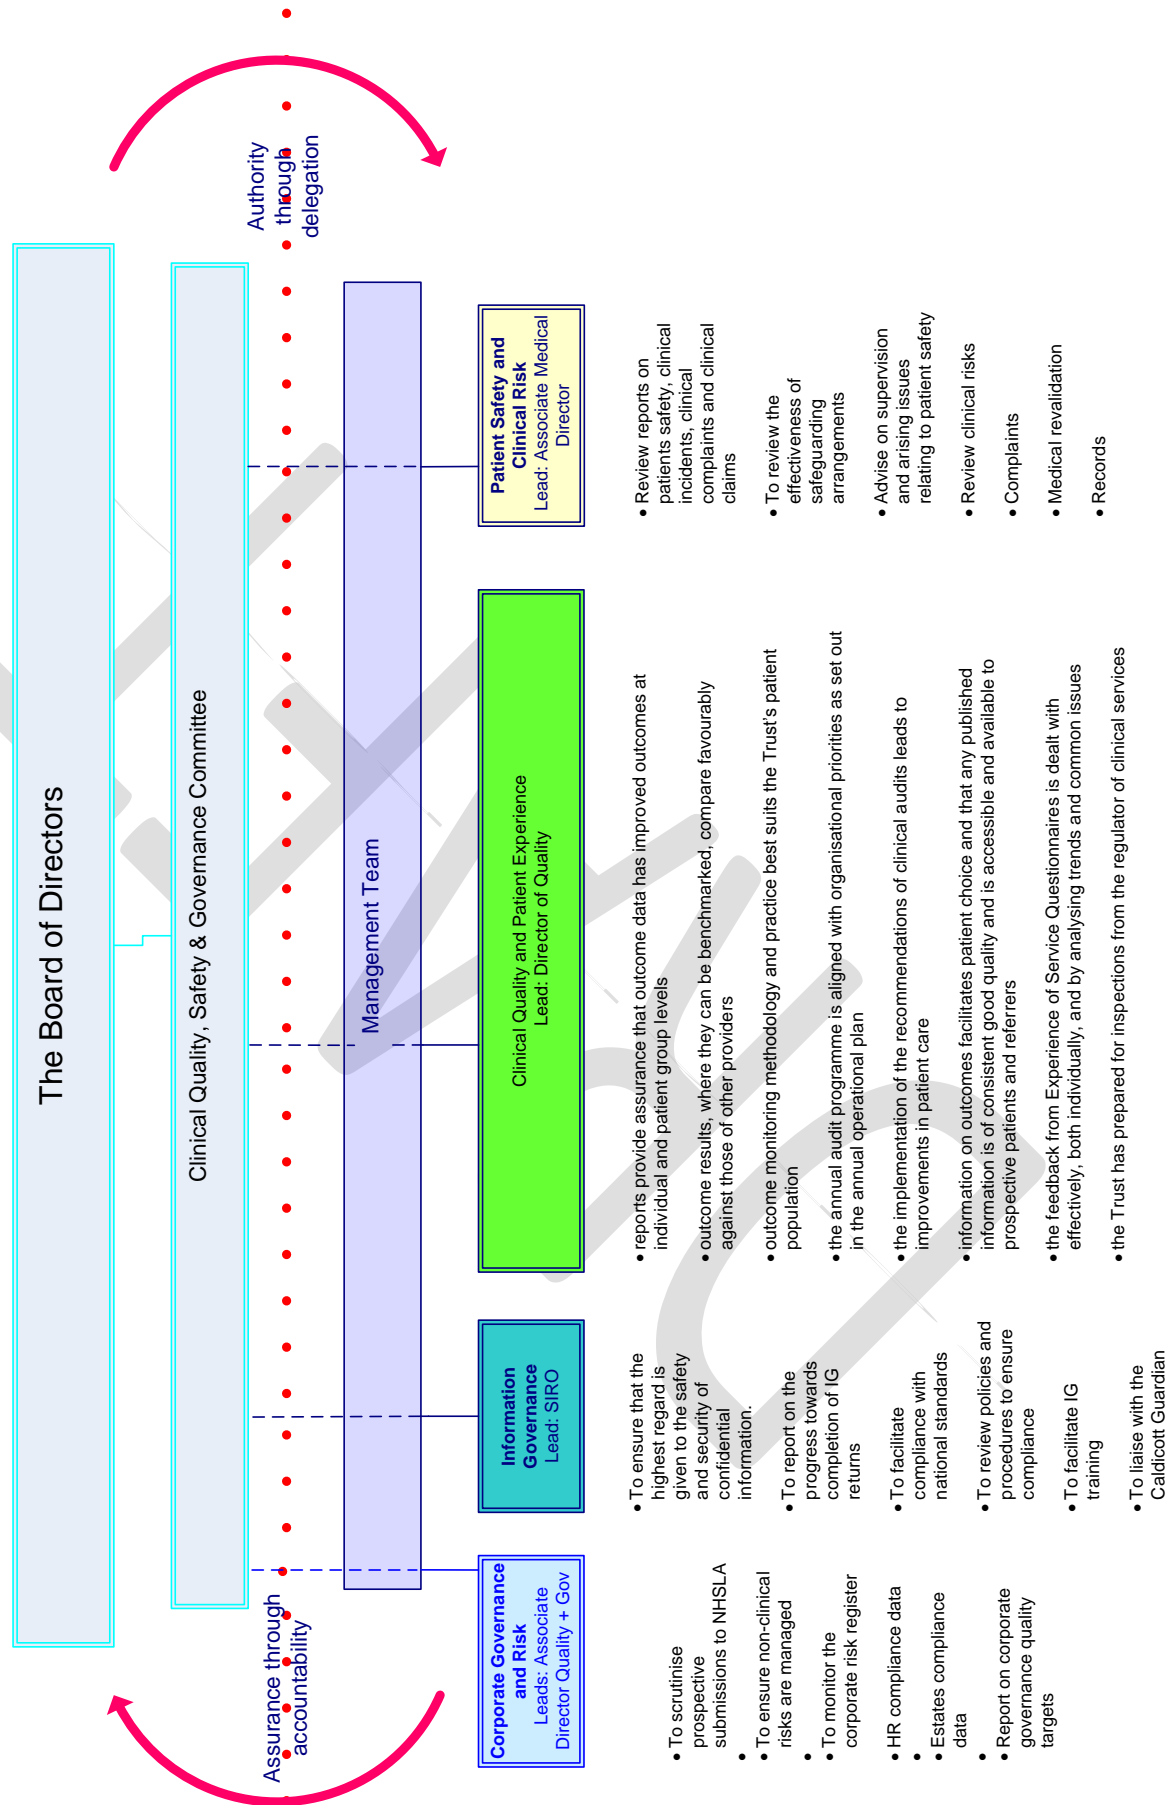 The Board of Directors
Clinical Quality, Safety & Governance Committee
Assurance through
accountability
Authority
through
delegation
Management Team
Corporate Governance
and Risk
Leads: Associate
Director Quality + Gov
Information
Governance
Lead: SIRO
Clinical Quality and Patient Experience
Lead: Director of Quality
Patient Safety and
Clinical Risk
Lead: Associate Medical
Director
• To scrutinise
prospective
submissions to NHSLA
•
• To ensure non-clinical
risks are managed
•
• To monitor the
corporate risk register
• HR compliance data
•
• Estates compliance
data
•
• Report on corporate
governance quality
targets
• To ensure that the
highest regard is
given to the safety
and security of
confidential
information.
• To report on the
progress towards
completion of IG
returns
• To facilitate
compliance with
national standards
• To review policies and
procedures to ensure
compliance
• To facilitate IG
training
• To liaise with the
Caldicott Guardian
• reports provide assurance that outcome data has improved outcomes at
individual and patient group levels
• outcome results, where they can be benchmarked, compare favourably
against those of other providers
• outcome monitoring methodology and practice best suits the Trust's patient
population
• the annual audit programme is aligned with organisational priorities as set out
in the annual operational plan
• the implementation of the recommendations of clinical audits leads to
improvements in patient care
• information on outcomes facilitates patient choice and that any published
information is of consistent good quality and is accessible and available to
prospective patients and referrers
• the feedback from Experience of Service Questionnaires is dealt with
effectively, both individually, and by analysing trends and common issues
• the Trust has prepared for inspections from the regulator of clinical services
• Review reports on
patients safety, clinical
incidents, clinical
complaints and clinical
claims
• To review the
effectiveness of
safeguarding
arrangements
• Advise on supervision
and arising issues
relating to patient safety
• Review clinical risks
• Complaints
• Medical revalidation
• Records
DRAFT